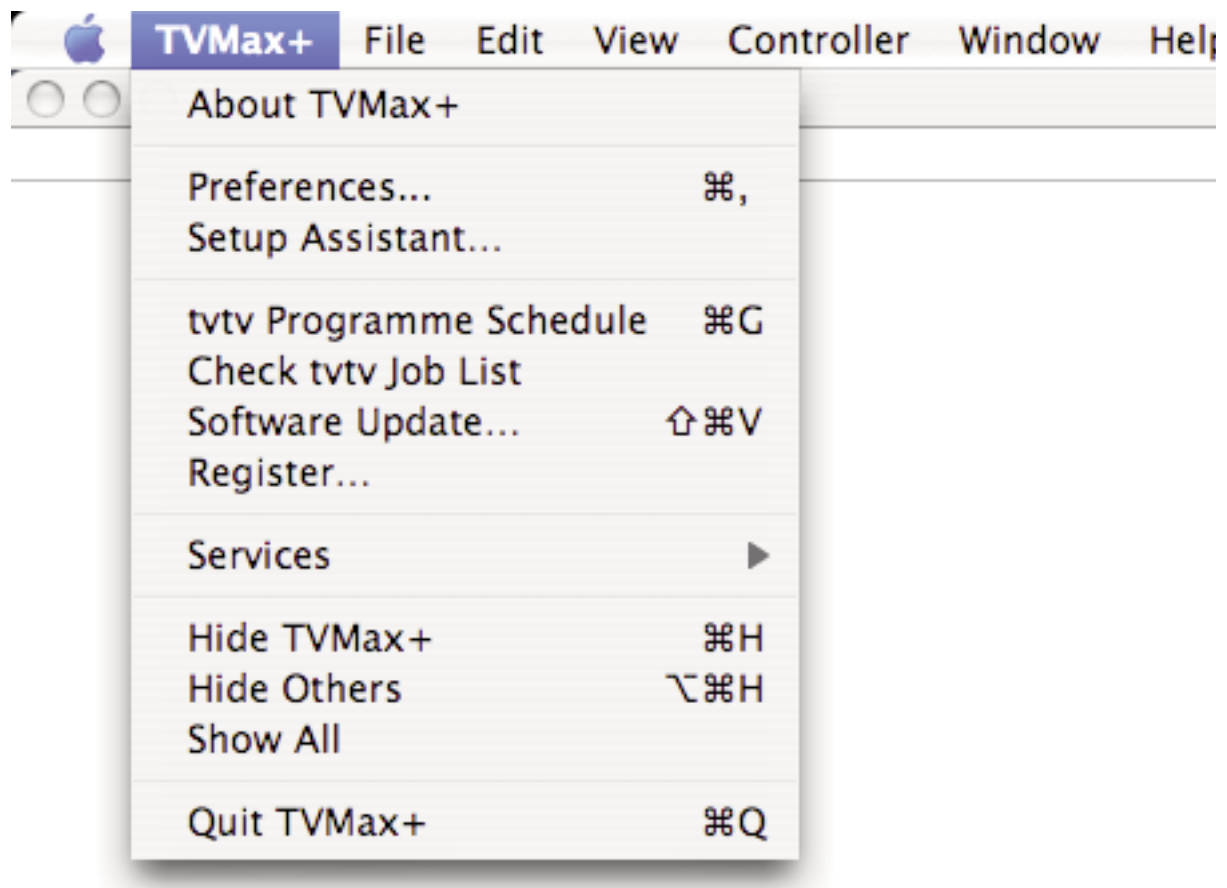 TVMax+ File Edit View Controller Window Help
About TVMax+
Preferences... ⌘,
Setup Assistant...
tvtv Programme Schedule ⌘G
Check tvtv Job List
Software Update... ⇧⌘V
Register...
Services
Hide TVMax+ ⌘H
Hide Others ⌥⌘H
Show All
Quit TVMax+ ⌘Q